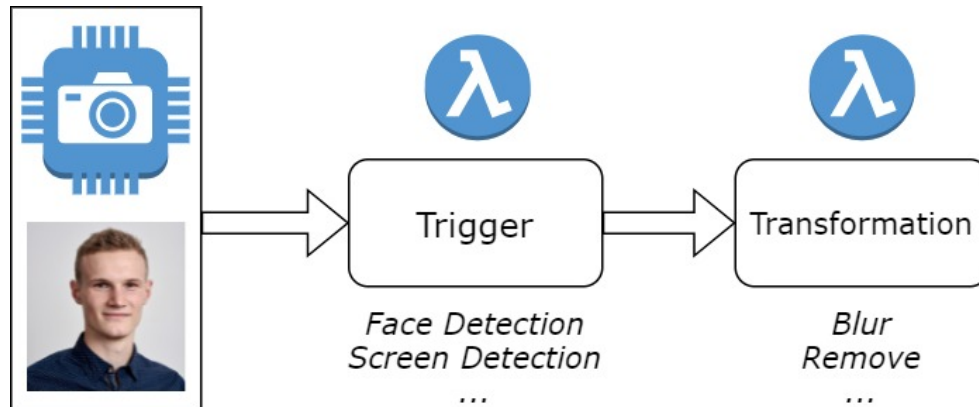 λ
λ
Trigger
Transformation
Face Detection
Screen Detection
...
Blur
Remove
...